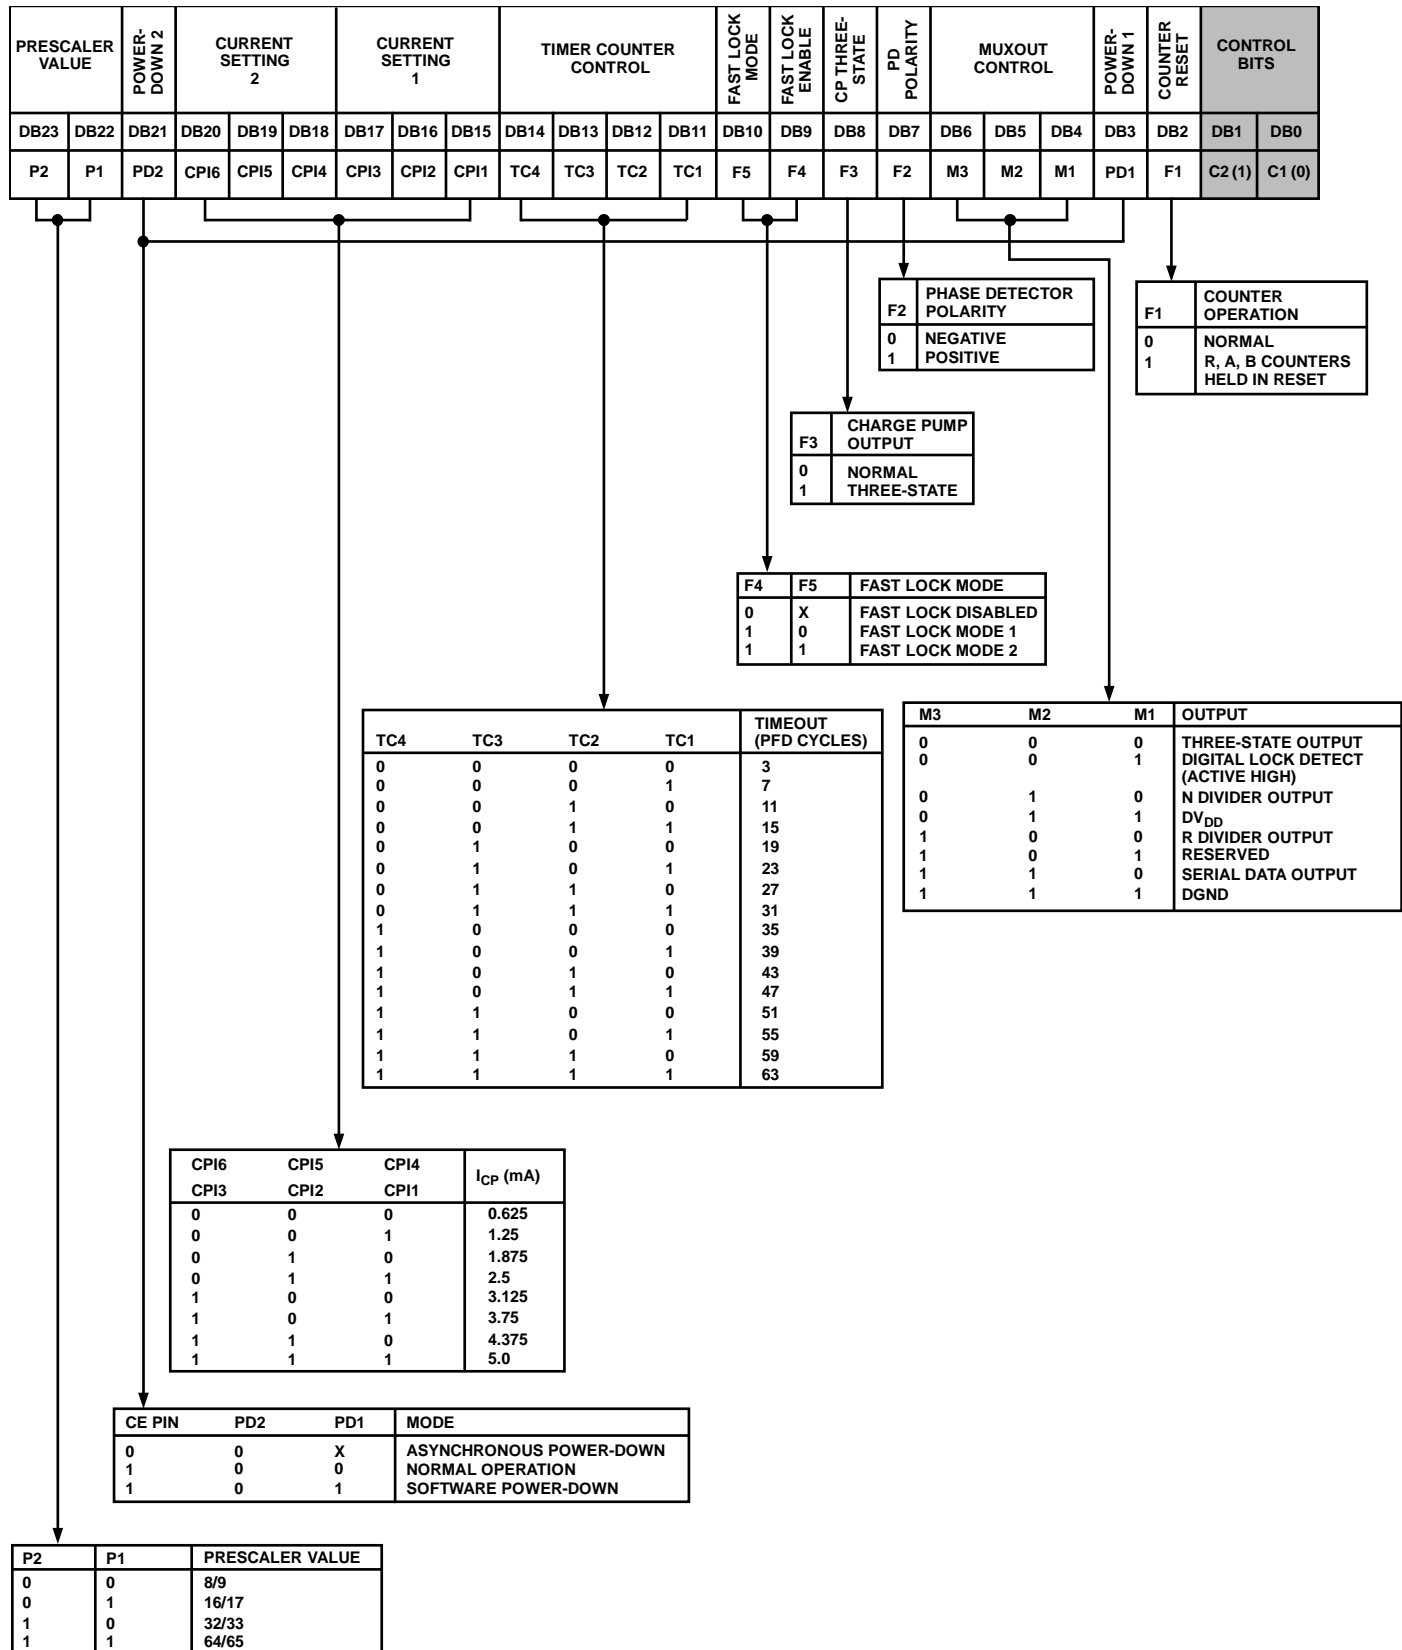 PRESCALER VALUE
POWER-DOWN 2
CURRENT SETTING 2
CURRENT SETTING 1
TIMER COUNTER CONTROL
FAST LOCK MODE
FAST LOCK ENABLE
CP THREE-STATE
PD POLARITY
MUXOUT CONTROL
POWER-DOWN 1
COUNTER RESET
CONTROL BITS
DB23 DB22 DB21 DB20 DB19 DB18 DB17 DB16 DB15 DB14 DB13 DB12 DB11 DB10 DB9 DB8 DB7 DB6 DB5 DB4 DB3 DB2 DB1 DB0
P2 P1 PD2 CPI6 CPI5 CPI4 CPI3 CPI2 CPI1 TC4 TC3 TC2 TC1 F5 F4 F3 F2 M3 M2 M1 PD1 F1 C2 (1) C1 (0)
F2 PHASE DETECTOR POLARITY
0 NEGATIVE
1 POSITIVE
F1 COUNTER OPERATION
0 NORMAL
1 R, A, B COUNTERS
HELD IN RESET
F3 CHARGE PUMP OUTPUT
0 NORMAL
1 THREE-STATE
F4 F5 FAST LOCK MODE
0 X FAST LOCK DISABLED
1 0 FAST LOCK MODE 1
1 1 FAST LOCK MODE 2
TC4 TC3 TC2 TC1 TIMEOUT (PFD CYCLES)
0 0 0 0 3
0 0 0 1 7
0 0 1 0 11
0 0 1 1 15
0 1 0 0 19
0 1 0 1 23
0 1 1 0 27
0 1 1 1 31
1 0 0 0 35
1 0 0 1 39
1 0 1 0 43
1 0 1 1 47
1 1 0 0 51
1 1 0 1 55
1 1 1 0 59
1 1 1 1 63
M3 M2 M1 OUTPUT
0 0 0 THREE-STATE OUTPUT
0 0 1 DIGITAL LOCK DETECT
(ACTIVE HIGH)
0 1 0 N DIVIDER OUTPUT
0 1 1 DVDD
1 0 0 R DIVIDER OUTPUT
1 0 1 RESERVED
1 1 0 SERIAL DATA OUTPUT
1 1 1 DGND
CPI6 CPI5 CPI4 ICP (mA)
CPI3 CPI2 CPI1
0 0 0 0.625
0 0 1 1.25
0 1 0 1.875
0 1 1 2.5
1 0 0 3.125
1 0 1 3.75
1 1 0 4.375
1 1 1 5.0
CE PIN PD2 PD1 MODE
0 0 X ASYNCHRONOUS POWER-DOWN
1 0 0 NORMAL OPERATION
1 0 1 SOFTWARE POWER-DOWN
P2 P1 PRESCALER VALUE
0 0 8/9
0 1 16/17
1 0 32/33
1 1 64/65